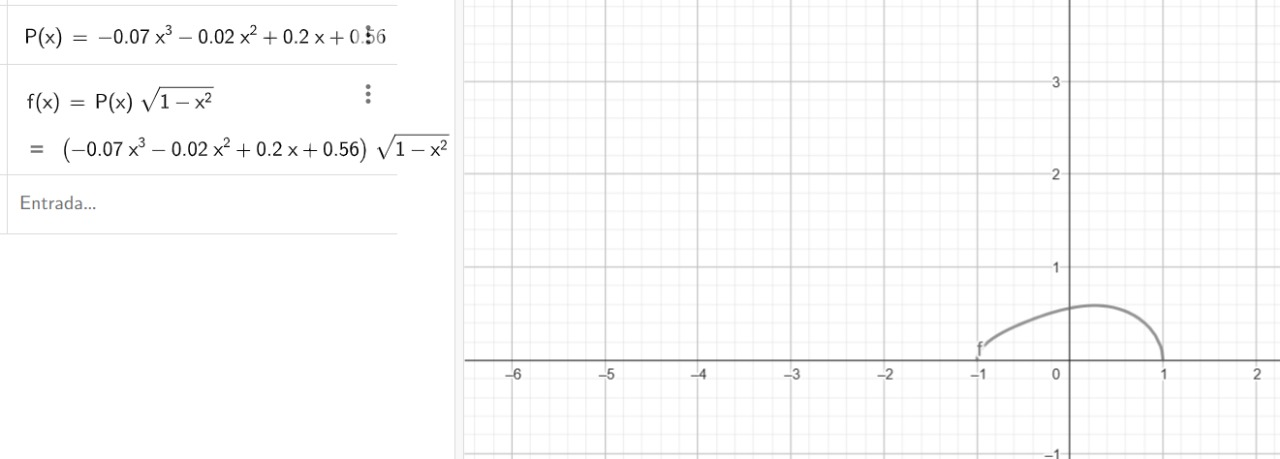 P(x) = −0.07 x³ − 0.02 x² + 0.2 x + 0.56
f(x) = P(x) √(1 − x²)
= (−0.07 x³ − 0.02 x² + 0.2 x + 0.56) √(1 − x²)
Entrada...
3
2
1
f
−6 −5 −4 −3 −2 −1 0 1 2
−1